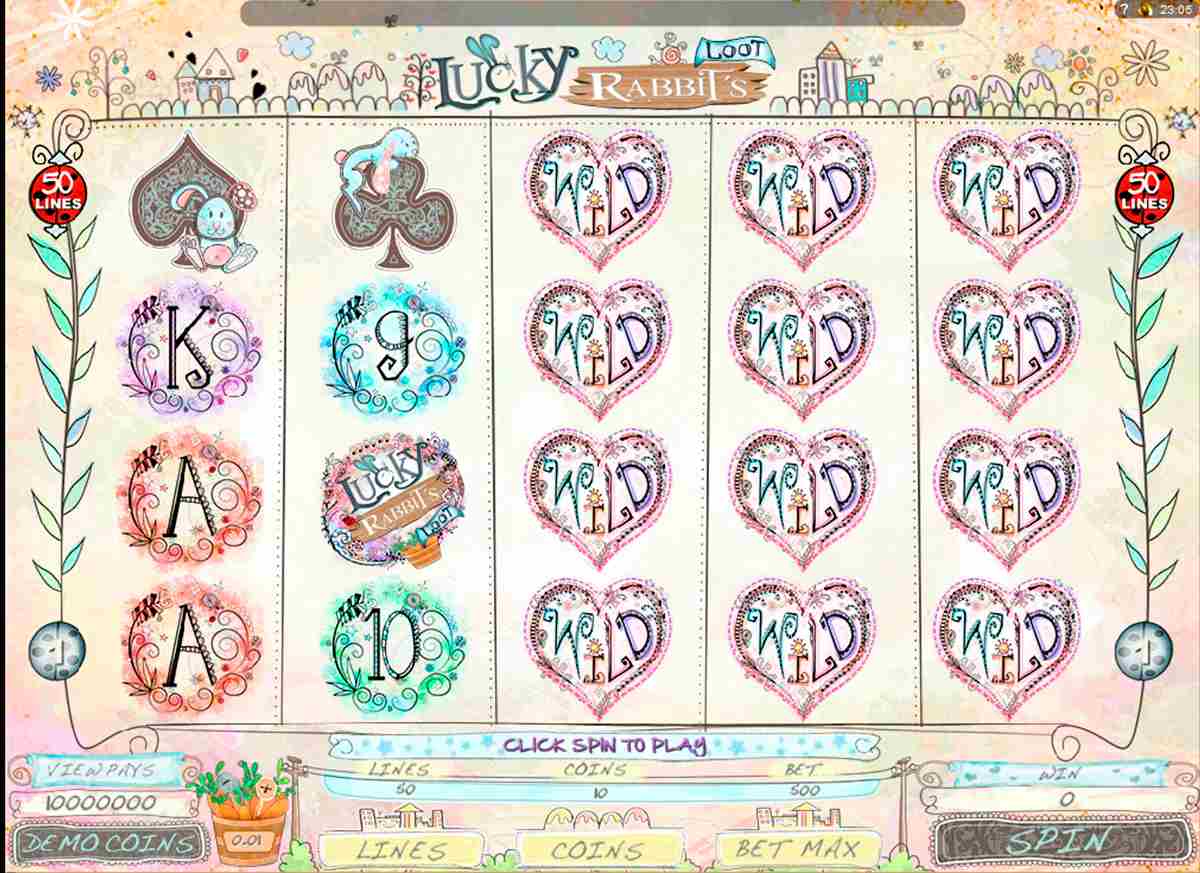 ? 23:05
LUCKY
RABBIT'S
LOOT
50
LINES
50
LINES
WILD WILD WILD
K 9 WILD WILD WILD
A LUCKY RABBIT'S LOOT WILD WILD WILD
A 10 WILD WILD WILD
1 1
CLICK SPIN TO PLAY
VIEW PAYS LINES COINS BET WIN
10000000 50 10 500 0
DEMO COINS 0.01 LINES COINS BET MAX SPIN